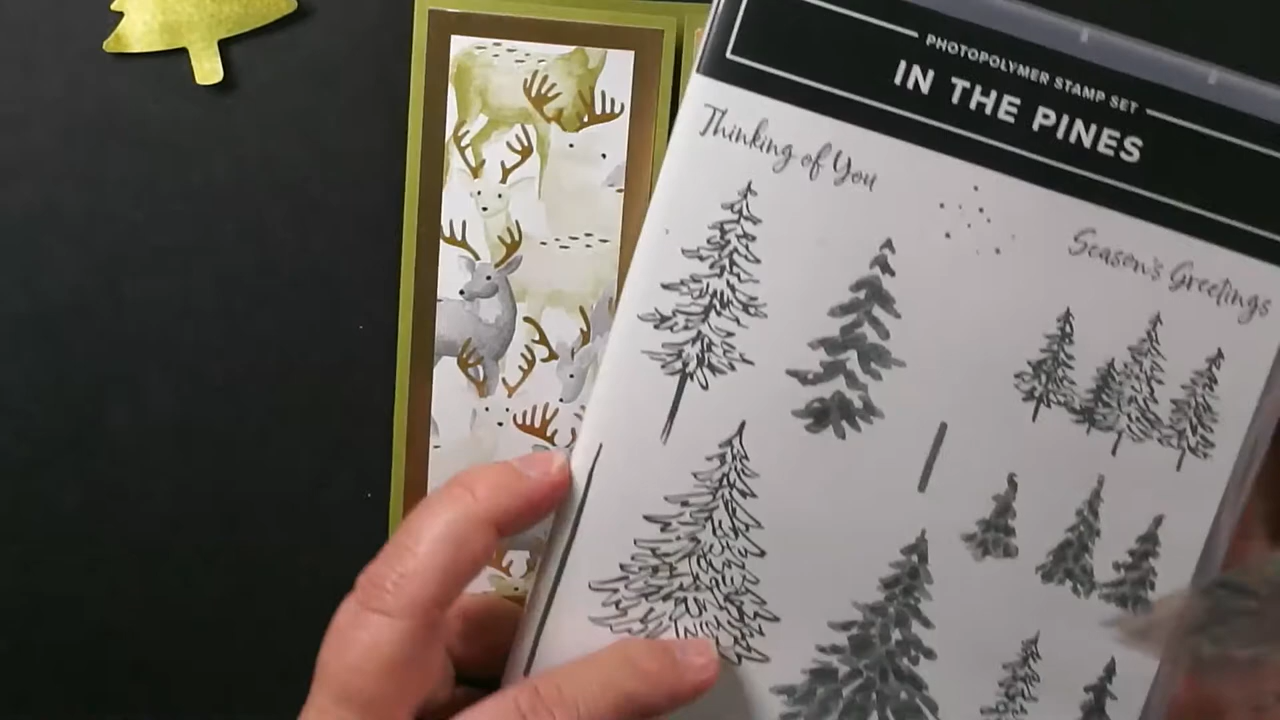 PHOTOPOLYMER STAMP SET
IN THE PINES
Thinking of You
Season's Greetings